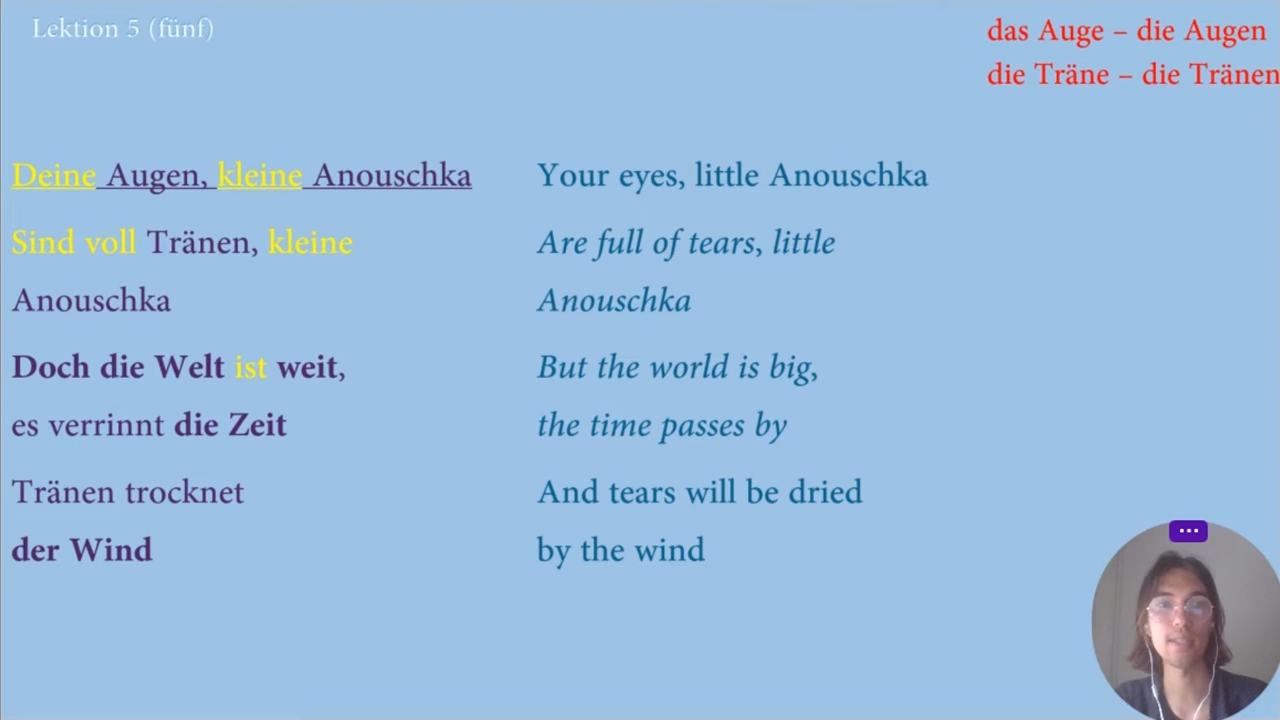 Lektion 5 (fünf)
das Auge – die Augen
die Träne – die Tränen
Deine Augen, kleine Anouschka
Your eyes, little Anouschka
Sind voll Tränen, kleine
Are full of tears, little
Anouschka
Anouschka
Doch die Welt ist weit,
But the world is big,
es verrinnt die Zeit
the time passes by
Tränen trocknet
And tears will be dried
der Wind
by the wind